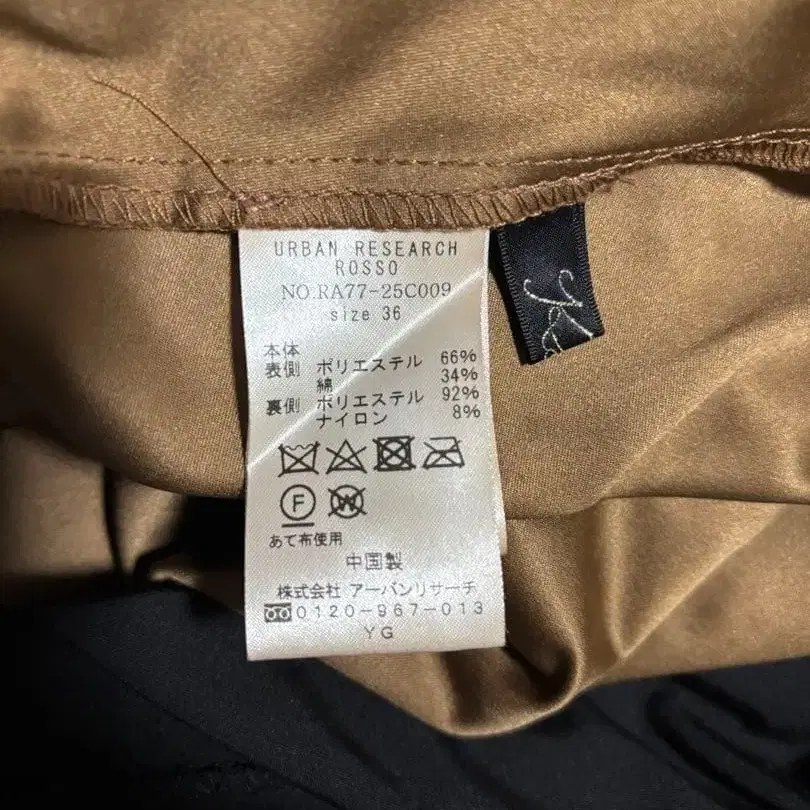 URBAN RESEARCH
ROSSO
NO.RA77-25C009
size 36
本体
表側 ポリエステル 66%
綿 34%
裏側 ポリエステル 92%
ナイロン 8%
F W
あて布使用
中国製
株式会社 アーバンリサーチ
0120-967-013
YG